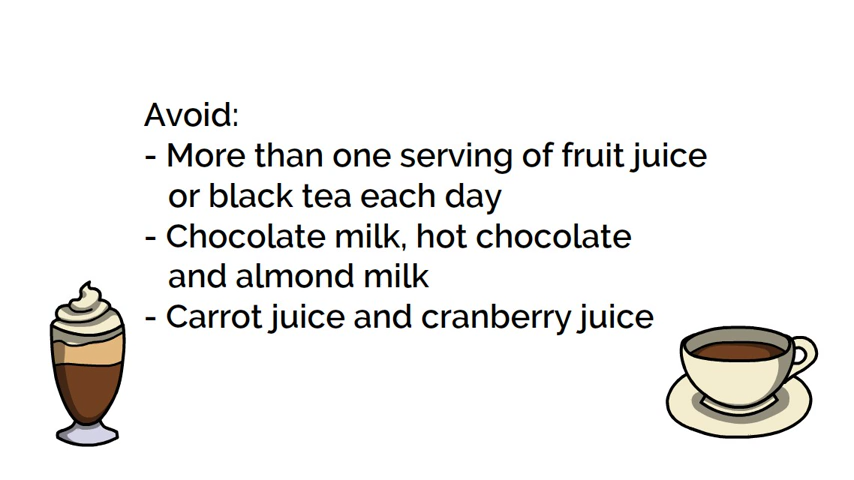 Avoid:
- More than one serving of fruit juice
or black tea each day
- Chocolate milk, hot chocolate
and almond milk
- Carrot juice and cranberry juice